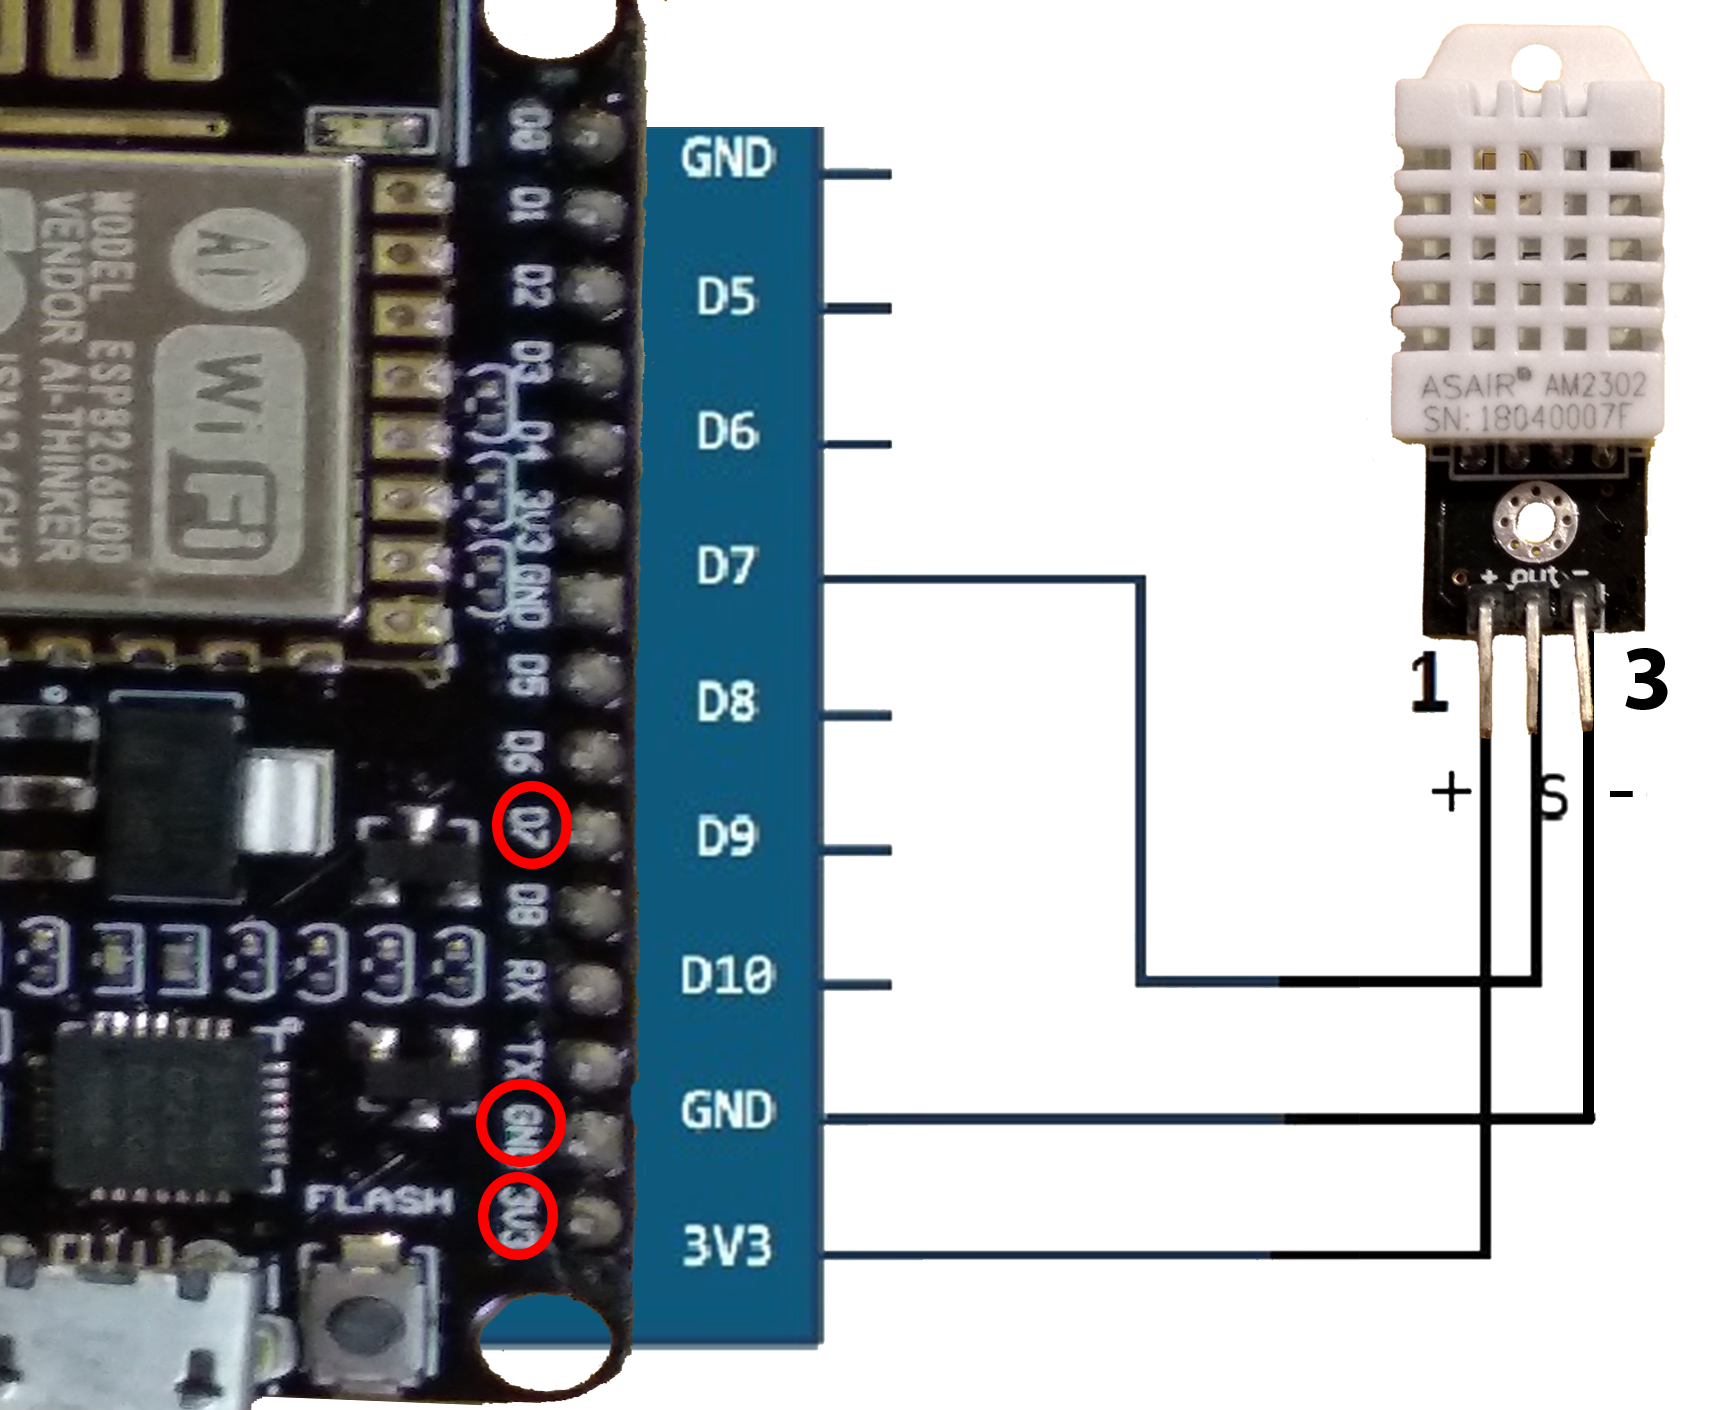 D0
D1
D2
D3
D4
3V3
GND
D5
D6
D7
D8
RX
TX
GND
3V3
FLASH
MODEL ESP8266MOD
VENDOR AI-THINKER
AI
WiFi
GND
D5
D6
D7
D8
D9
D10
GND
3V3
ASAIR® AM2302
SN: 18040007F
+ out -
1 3
+ S -